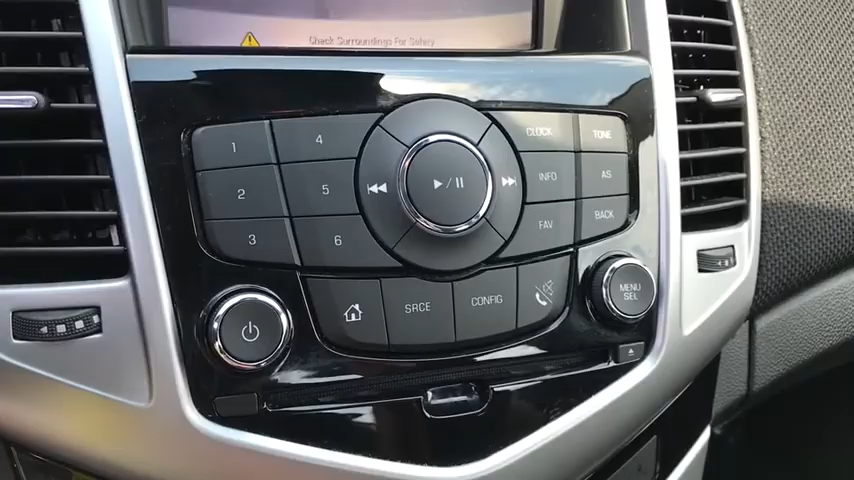 Check Surroundings For Safety
1 4 CLOCK TONE
2 5 INFO AS
3 6 FAV BACK
SRCE CONFIG
MENU
SEL